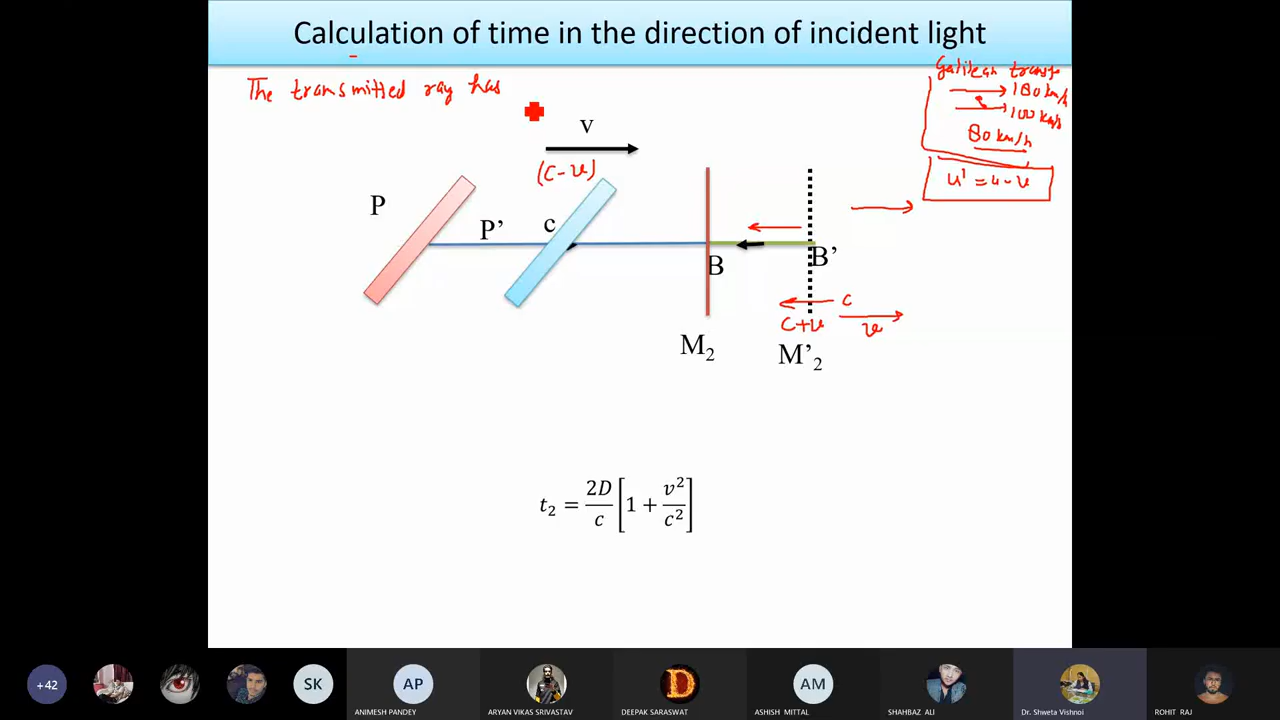 Calculation of time in the direction of incident light
The transmitted ray has
Galilean transfo
180 km/h
100 km/h
80 km/h
u' = u - v
v
(c-v)
P
P'
c
B
B'
c
c+v
v
M₂
M'₂
t₂ = 2D/c [1 + v²/c²]
+42
SK
AP
AM
ANIMESH PANDEY
ARYAN VIKAS SRIVASTAV
DEEPAK SARASWAT
ASHISH MITTAL
SHAHBAZ ALI
Dr. Shweta Vishnoi
ROHIT RAJ